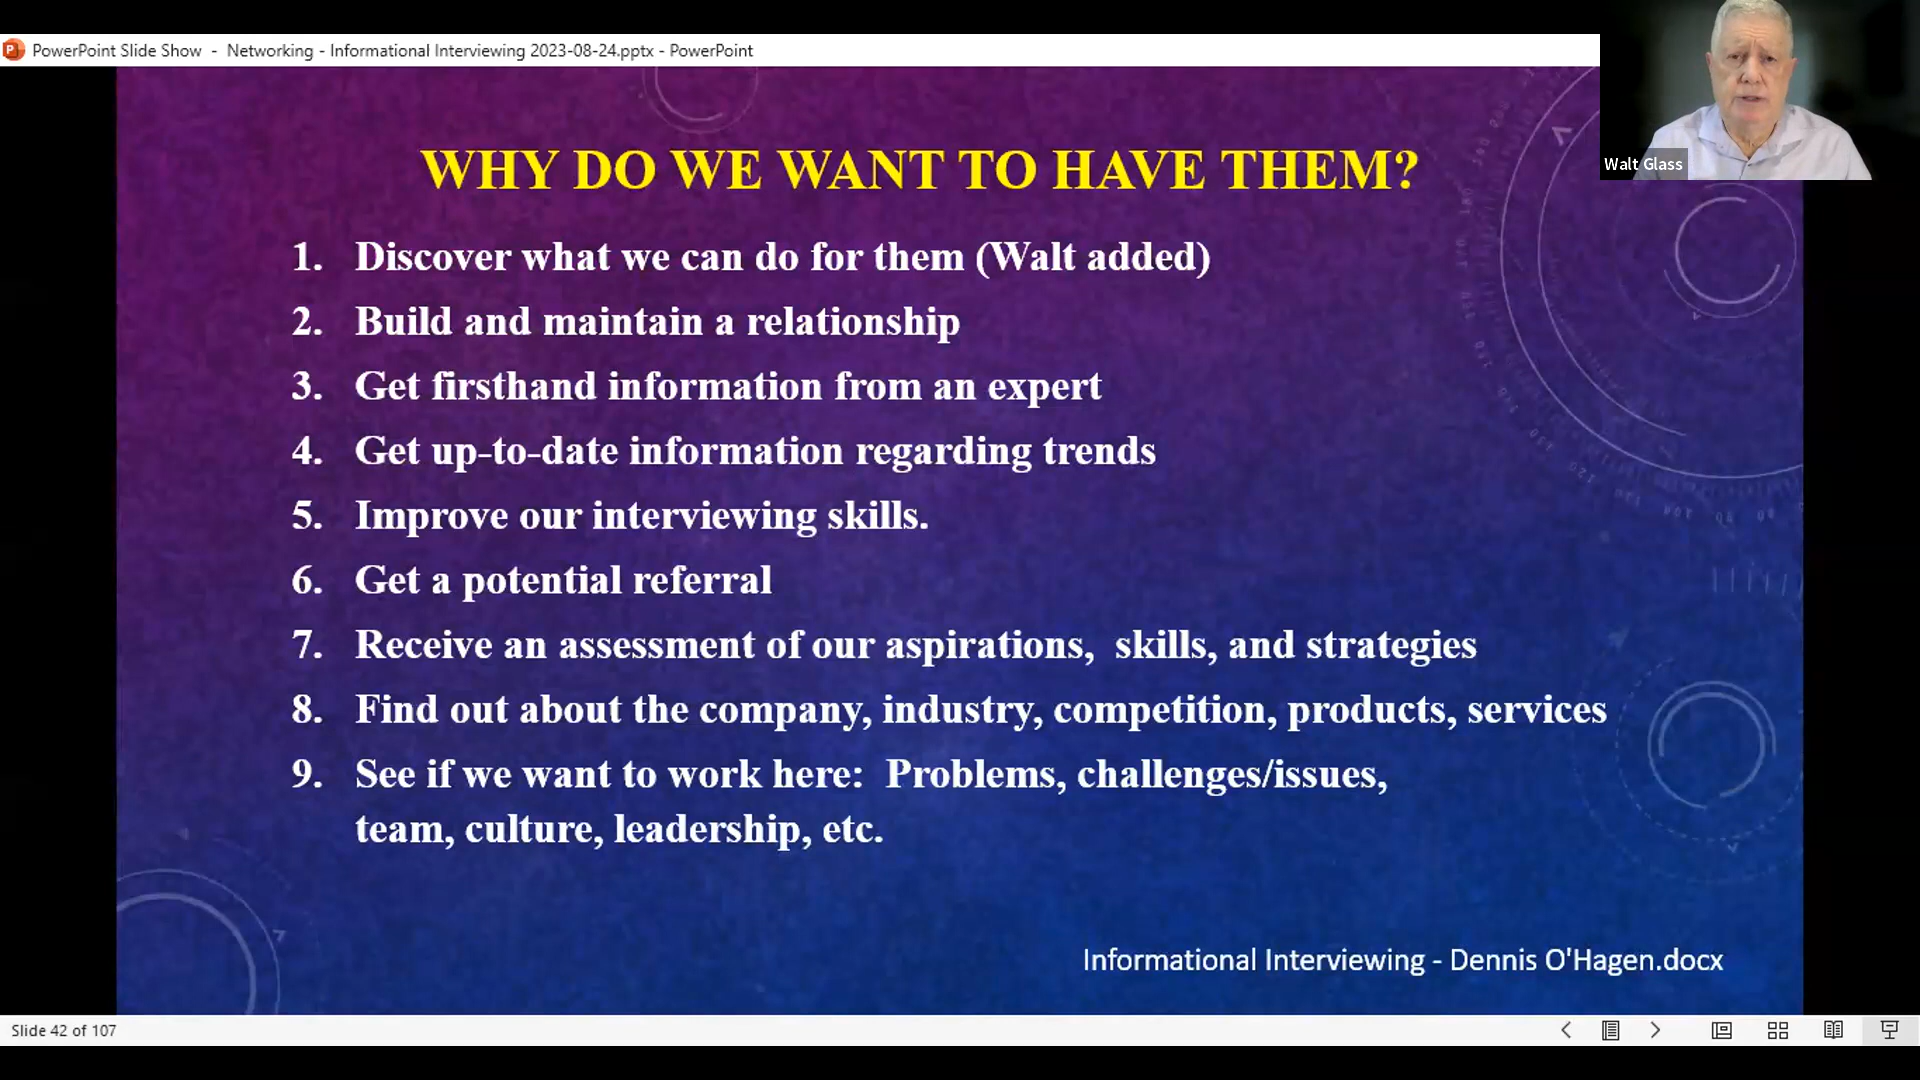 PowerPoint Slide Show - Networking - Informational Interviewing 2023-08-24.pptx - PowerPoint
Walt Glass
WHY DO WE WANT TO HAVE THEM?
1. Discover what we can do for them (Walt added)
2. Build and maintain a relationship
3. Get firsthand information from an expert
4. Get up-to-date information regarding trends
5. Improve our interviewing skills.
6. Get a potential referral
7. Receive an assessment of our aspirations, skills, and strategies
8. Find out about the company, industry, competition, products, services
9. See if we want to work here: Problems, challenges/issues,
team, culture, leadership, etc.
Informational Interviewing - Dennis O'Hagen.docx
Slide 42 of 107